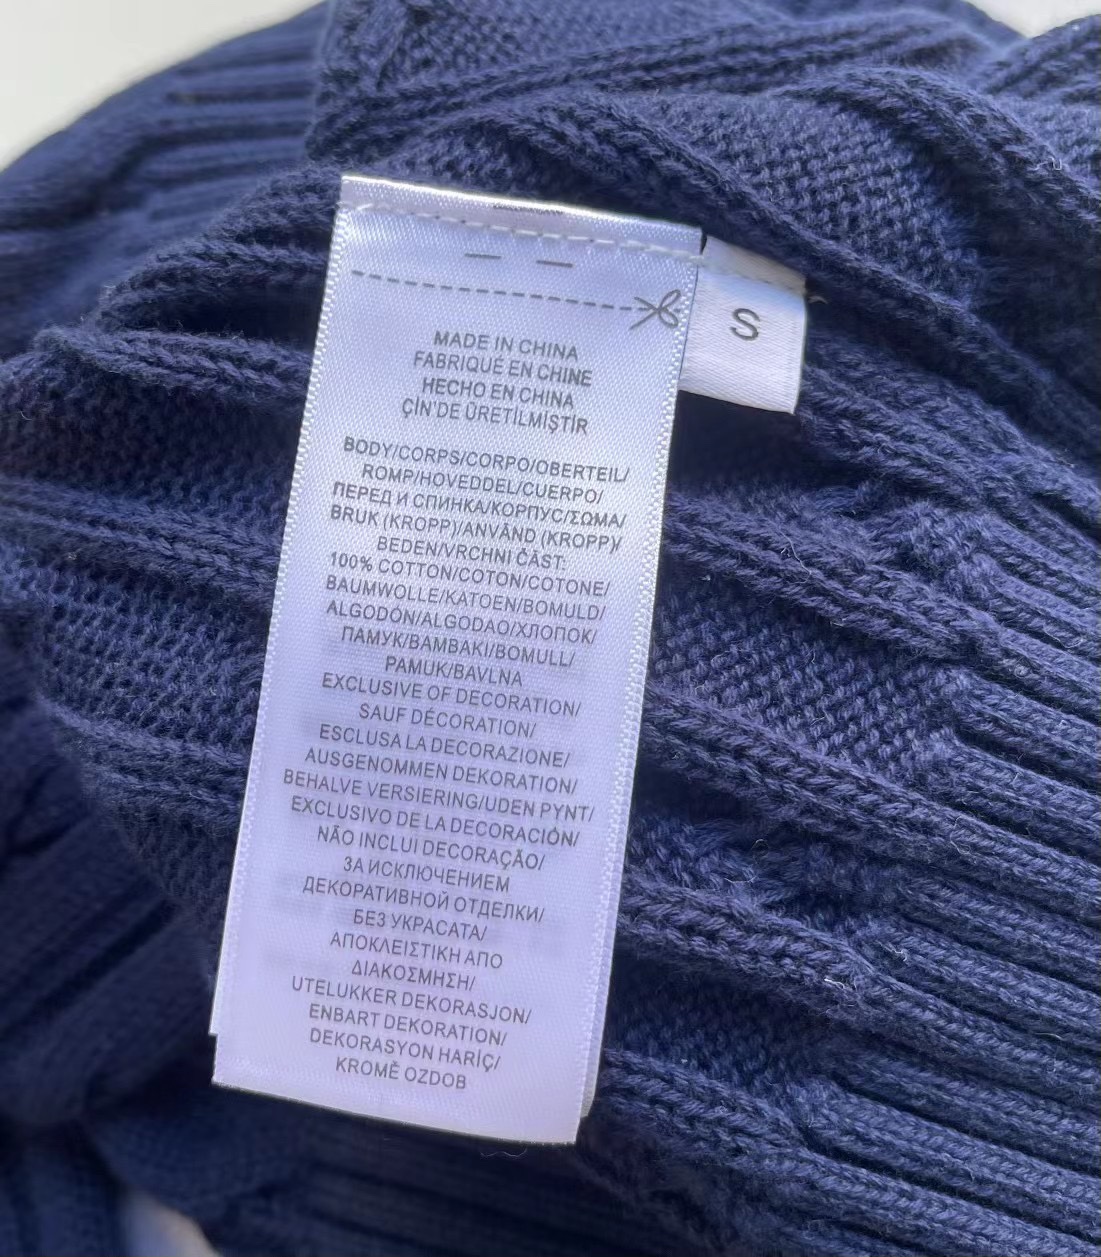 S
MADE IN CHINA
FABRIQUÉ EN CHINE
HECHO EN CHINA
ÇİN'DE ÜRETİLMİŞTİR
BODY/CORPS/CORPO/OBERTEIL/
ROMP/HOVEDDEL/CUERPO/
ПЕРЕД И СПИНКА/КОРПУС/ΣΩΜΑ/
BRUK (KROPP)/ANVÄND (KROPP)/
BEDEN/VRCHNI ČÄST:
100% COTTON/COTON/COTONE/
BAUMWOLLE/KATOEN/BOMULD/
ALGODÓN/ALGODAO/ХЛОПОК/
ПАМУК/BAMBAKI/BOMULL/
PAMUK/BAVLNA
EXCLUSIVE OF DECORATION/
SAUF DÉCORATION/
ESCLUSA LA DECORAZIONE/
AUSGENOMMEN DEKORATION/
BEHALVE VERSIERING/UDEN PYNT/
EXCLUSIVO DE LA DECORACIÓN/
NÃO INCLUI DECORAÇÃO/
ЗА ИСКЛЮЧЕНИЕМ
ДЕКОРАТИВНОЙ ОТДЕЛКИ/
БЕЗ УКРАСАТА/
ΑΠΟΚΛΕΙΣΤΙΚΗ ΑΠΟ
ΔΙΑΚΟΣΜΗΣΗ/
UTELUKKER DEKORASJON/
ENBART DEKORATION/
DEKORASYON HARİÇ/
KROMĚ OZDOB